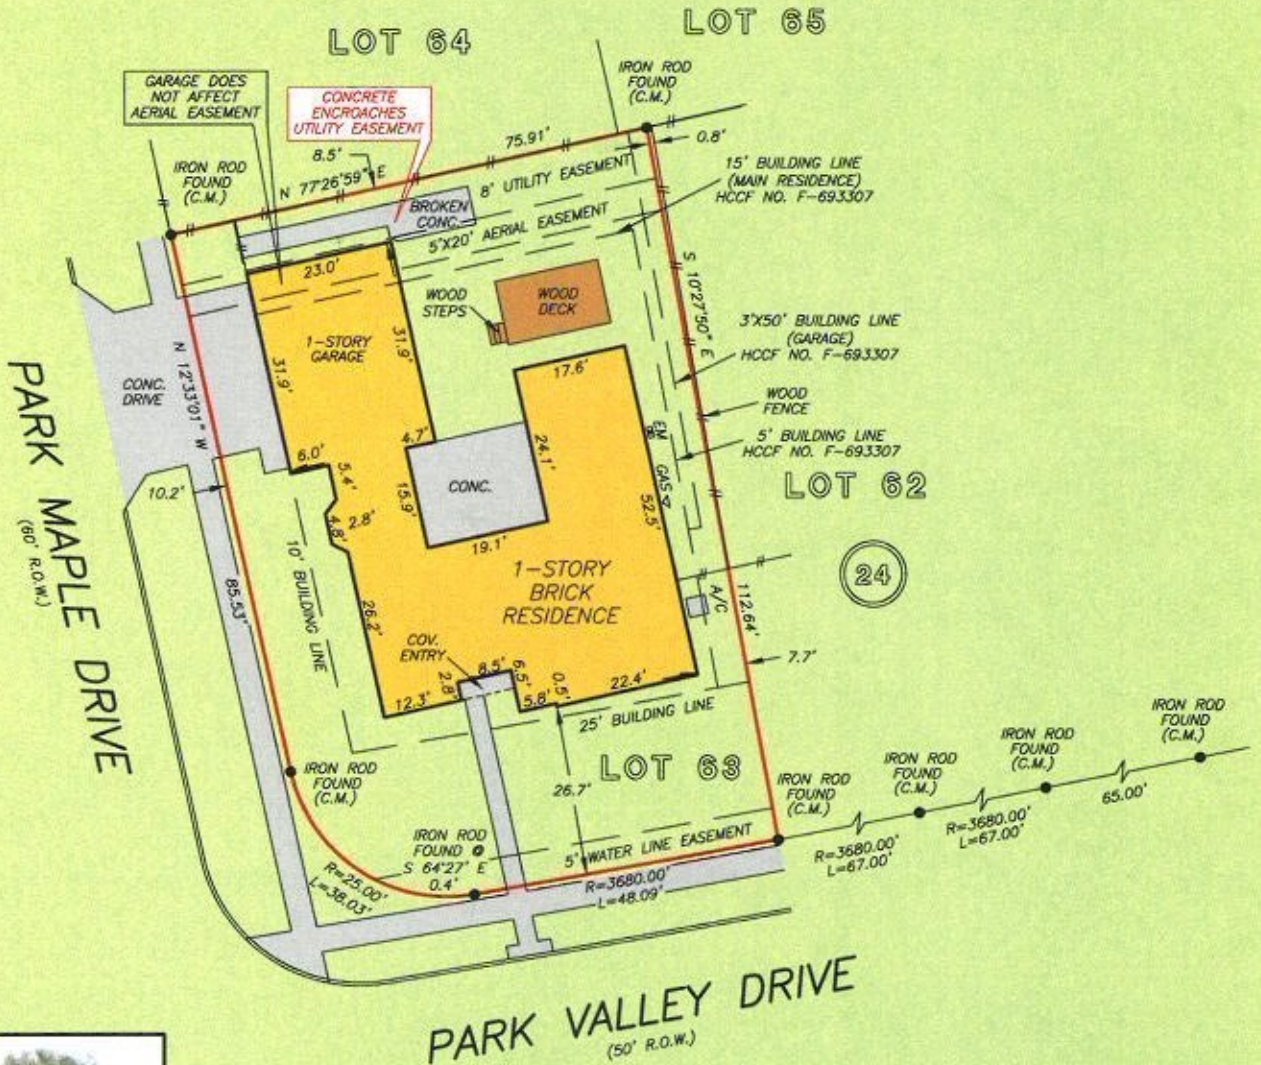 LOT 64
LOT 65
GARAGE DOES
NOT AFFECT
AERIAL EASEMENT
CONCRETE
ENCROACHES
UTILITY EASEMENT
IRON ROD
FOUND
(C.M.)
IRON ROD
FOUND
(C.M.)
8.5'
N 77°26'59" E
75.91'
0.8'
8' UTILITY EASEMENT
15' BUILDING LINE
(MAIN RESIDENCE)
HCCF NO. F-693307
BROKEN
CONC.
5'X20' AERIAL EASEMENT
23.0'
WOOD
STEPS
WOOD
DECK
S 10°27'50" E
1-STORY
GARAGE
31.9'
31.9'
3'X50' BUILDING LINE
(GARAGE)
HCCF NO. F-693307
N 12°33'01" W
CONC.
DRIVE
17.6'
WOOD
FENCE
PARK MAPLE DRIVE
(60' R.O.W.)
4.7'
24.1'
EM
5' BUILDING LINE
HCCF NO. F-693307
6.0'
5.4'
GAS
LOT 62
10.2'
CONC.
15.9'
52.5'
4.8'
2.8'
19.1'
10' BUILDING LINE
1-STORY
BRICK
RESIDENCE
24
85.53'
26.2'
A/C
112.64'
COV.
ENTRY
7.7'
8.5'
6.5'
2.8'
0.5'
22.4'
12.3'
5.8'
25' BUILDING LINE
LOT 63
IRON ROD
FOUND
(C.M.)
26.7'
IRON ROD
FOUND
(C.M.)
IRON ROD
FOUND
(C.M.)
IRON ROD
FOUND
(C.M.)
IRON ROD
FOUND
(C.M.)
65.00'
R=3680.00'
L=67.00'
R=3680.00'
L=67.00'
IRON ROD
FOUND
S 64°27' E
0.4'
5' WATER LINE EASEMENT
R=25.00'
L=38.03'
R=3680.00'
L=48.09'
PARK VALLEY DRIVE
(50' R.O.W.)